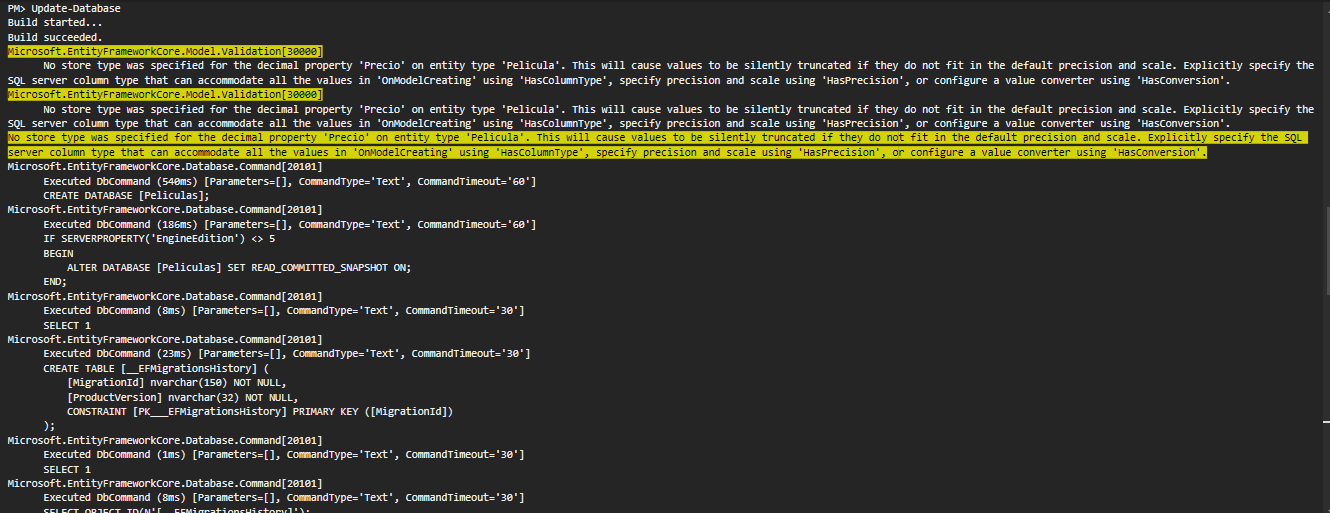 PM> Update-Database
Build started...
Build succeeded.
Microsoft.EntityFrameworkCore.Model.Validation[30000]
      No store type was specified for the decimal property 'Precio' on entity type 'Pelicula'. This will cause values to be silently truncated if they do not fit in the default precision and scale. Explicitly specify the
SQL server column type that can accommodate all the values in 'OnModelCreating' using 'HasColumnType', specify precision and scale using 'HasPrecision', or configure a value converter using 'HasConversion'.
Microsoft.EntityFrameworkCore.Model.Validation[30000]
      No store type was specified for the decimal property 'Precio' on entity type 'Pelicula'. This will cause values to be silently truncated if they do not fit in the default precision and scale. Explicitly specify the
SQL server column type that can accommodate all the values in 'OnModelCreating' using 'HasColumnType', specify precision and scale using 'HasPrecision', or configure a value converter using 'HasConversion'.
No store type was specified for the decimal property 'Precio' on entity type 'Pelicula'. This will cause values to be silently truncated if they do not fit in the default precision and scale. Explicitly specify the SQL
server column type that can accommodate all the values in 'OnModelCreating' using 'HasColumnType', specify precision and scale using 'HasPrecision', or configure a value converter using 'HasConversion'.
Microsoft.EntityFrameworkCore.Database.Command[20101]
      Executed DbCommand (540ms) [Parameters=[], CommandType='Text', CommandTimeout='60']
      CREATE DATABASE [Peliculas];
Microsoft.EntityFrameworkCore.Database.Command[20101]
      Executed DbCommand (186ms) [Parameters=[], CommandType='Text', CommandTimeout='60']
      IF SERVERPROPERTY('EngineEdition') <> 5
      BEGIN
          ALTER DATABASE [Peliculas] SET READ_COMMITTED_SNAPSHOT ON;
      END;
Microsoft.EntityFrameworkCore.Database.Command[20101]
      Executed DbCommand (8ms) [Parameters=[], CommandType='Text', CommandTimeout='30']
      SELECT 1
Microsoft.EntityFrameworkCore.Database.Command[20101]
      Executed DbCommand (23ms) [Parameters=[], CommandType='Text', CommandTimeout='30']
      CREATE TABLE [__EFMigrationsHistory] (
          [MigrationId] nvarchar(150) NOT NULL,
          [ProductVersion] nvarchar(32) NOT NULL,
          CONSTRAINT [PK___EFMigrationsHistory] PRIMARY KEY ([MigrationId])
      );
Microsoft.EntityFrameworkCore.Database.Command[20101]
      Executed DbCommand (1ms) [Parameters=[], CommandType='Text', CommandTimeout='30']
      SELECT 1
Microsoft.EntityFrameworkCore.Database.Command[20101]
      Executed DbCommand (8ms) [Parameters=[], CommandType='Text', CommandTimeout='30']
      SELECT OBJECT_ID(N'[__EFMigrationsHistory]');